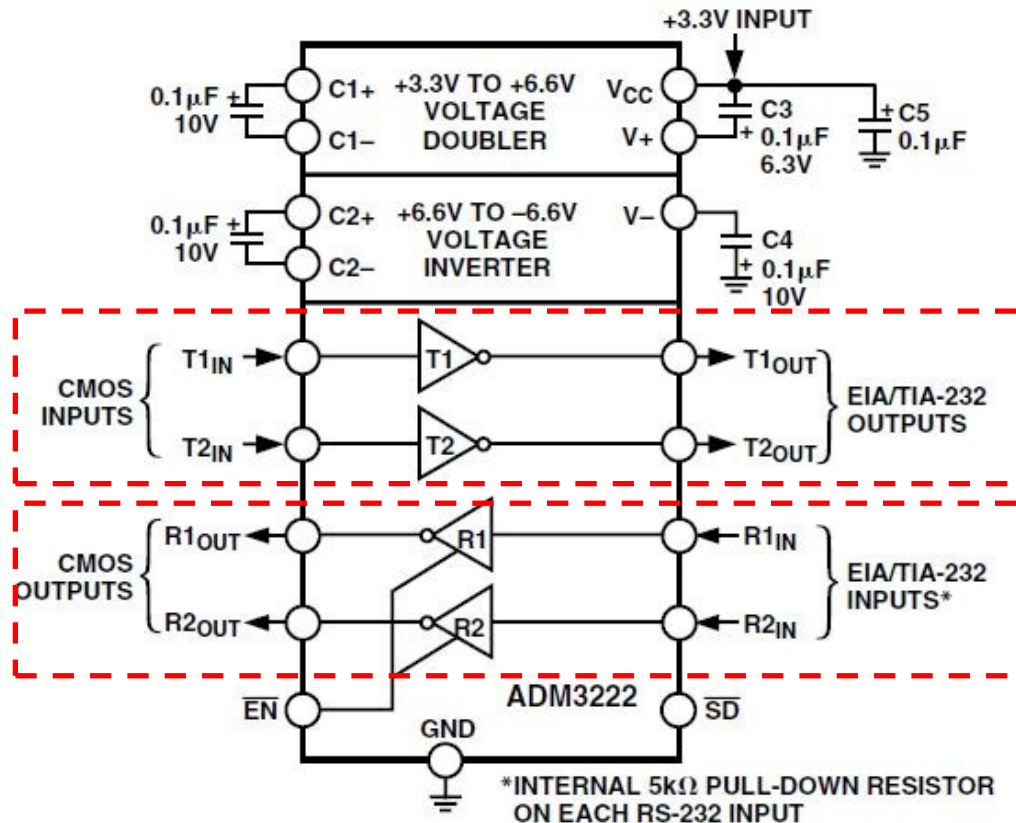 +3.3V INPUT
0.1μF +
10V
C1+
C1–
+3.3V TO +6.6V
VOLTAGE
DOUBLER
VCC
V+
C3
+ 0.1μF
6.3V
+ C5
0.1μF
0.1μF +
10V
C2+
C2–
+6.6V TO –6.6V
VOLTAGE
INVERTER
V–
C4
+ 0.1μF
10V
CMOS
INPUTS
T1IN
T2IN
T1
T2
T1OUT
T2OUT
EIA/TIA-232
OUTPUTS
CMOS
OUTPUTS
R1OUT
R2OUT
R1
R2
R1IN
R2IN
EIA/TIA-232
INPUTS*
EN
ADM3222
SD
GND
*INTERNAL 5kΩ PULL-DOWN RESISTOR
ON EACH RS-232 INPUT